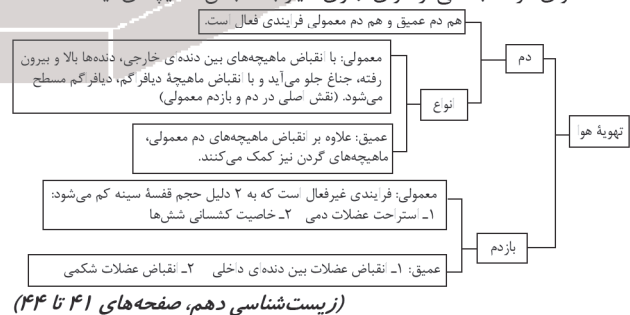 هم دم عمیق و هم دم معمولی فرایندی فعال است.
دم
معمولی: با انقباض ماهیچه‌های بین دنده‌ای خارجی، دنده‌ها بالا و بیرون
رفته، جناغ جلو می‌آید و با انقباض ماهیچهٔ دیافراگم، دیافراگم مسطح
می‌شود. (نقش اصلی در دم و بازدم معمولی)
انواع
تهویهٔ هوا
عمیق: علاوه بر انقباض ماهیچه‌های دم معمولی،
ماهیچه‌های گردن نیز کمک می‌کنند.
معمولی: فرایندی غیرفعال است که به ۲ دلیل حجم قفسهٔ سینه کم می‌شود:
۱ـ استراحت عضلات دمی ۲ـ خاصیت کشسانی شش‌ها
بازدم
عمیق: ۱ـ انقباض عضلات بین دنده‌ای داخلی ۲ـ انقباض عضلات شکمی
(زیست‌شناسی دهم، صفحه‌های ۴۱ تا ۴۴)